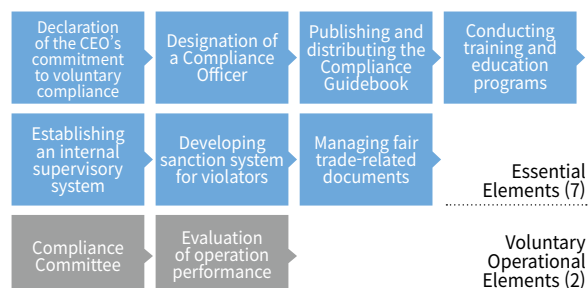 Declaration
of the CEO's
commitment
to voluntary
compliance
Designation of
a Compliance
Officer
Publishing and
distributing the
Compliance
Guidebook
Conducting
training and
education
programs
Establishing
an internal
supervisory
system
Developing
sanction system
for violators
Managing fair
trade-related
documents
Essential
Elements (7)
Compliance
Committee
Evaluation
of operation
performance
Voluntary
Operational
Elements (2)